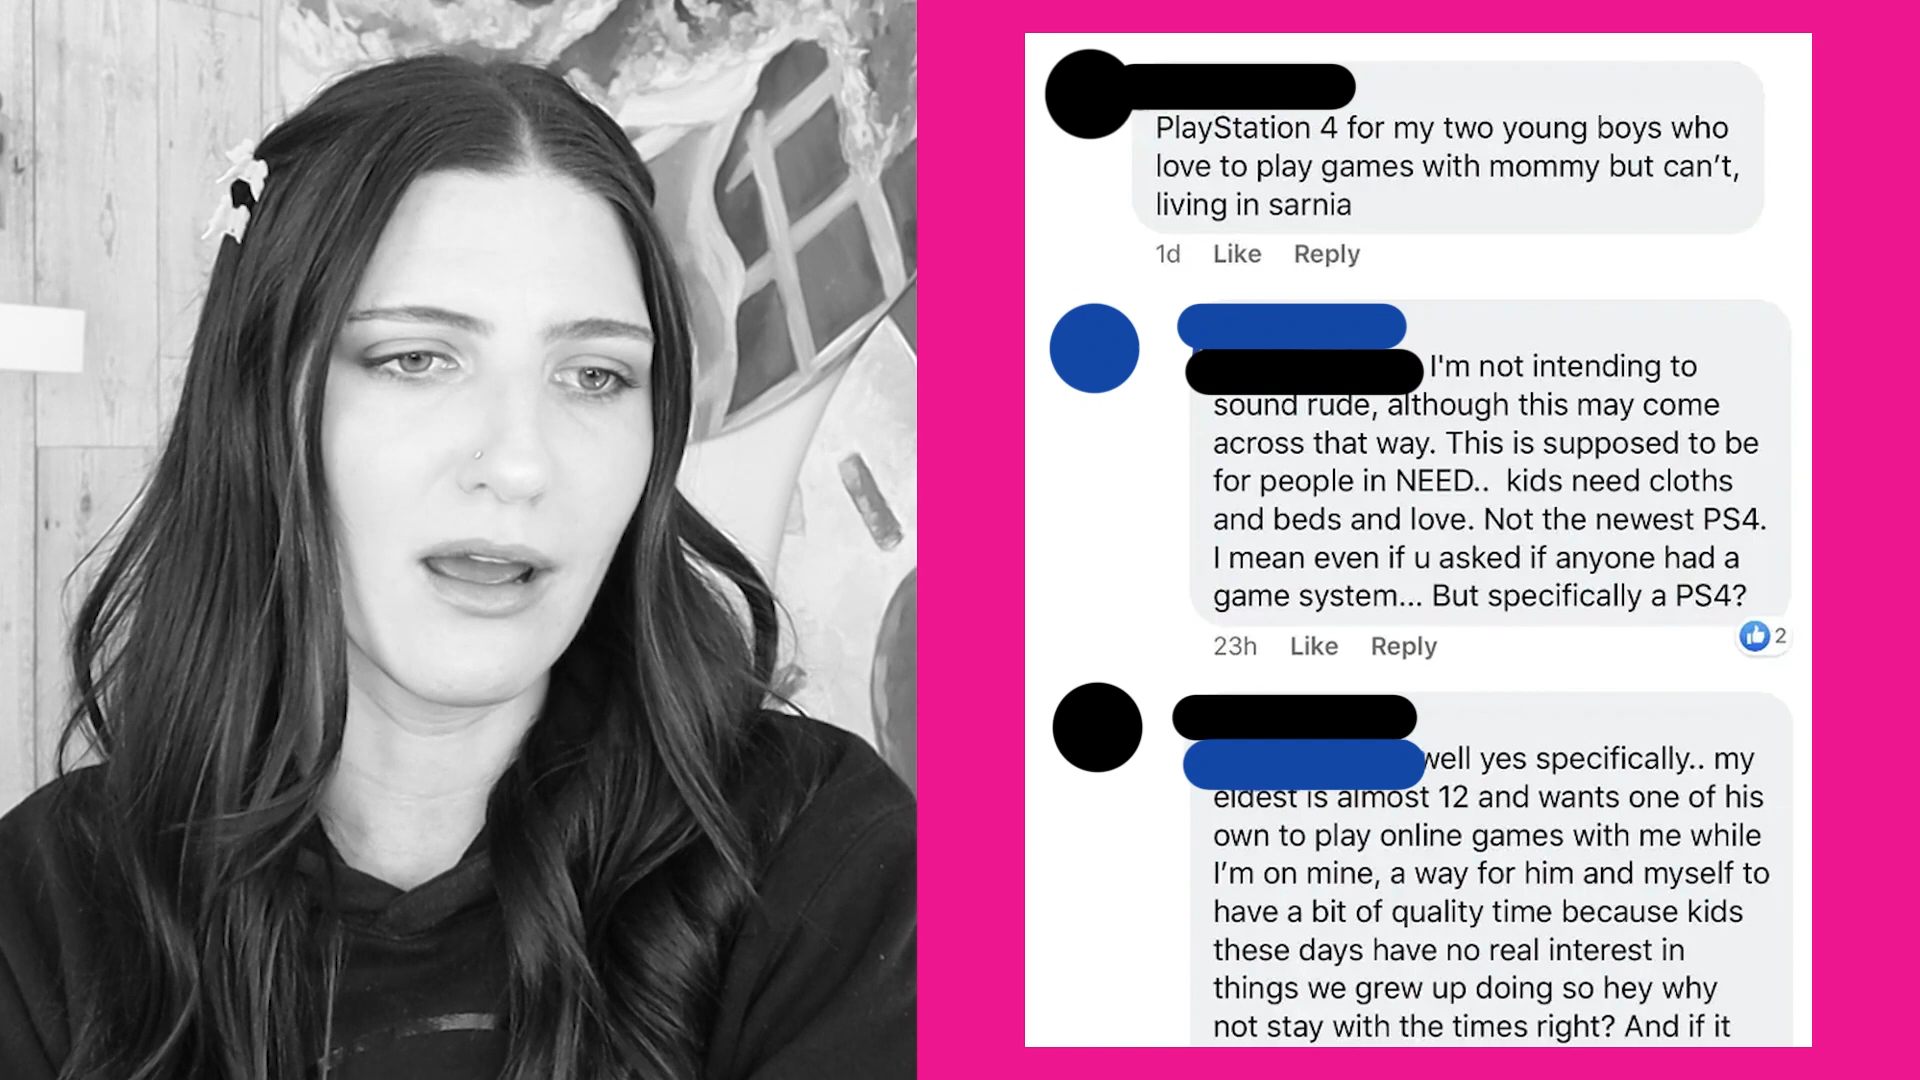 PlayStation 4 for my two young boys who
love to play games with mommy but can't,
living in sarnia
1d Like Reply
I'm not intending to
sound rude, although this may come
across that way. This is supposed to be
for people in NEED.. kids need cloths
and beds and love. Not the newest PS4.
I mean even if u asked if anyone had a
game system... But specifically a PS4?
23h Like Reply 2
well yes specifically.. my
eldest is almost 12 and wants one of his
own to play online games with me while
I'm on mine, a way for him and myself to
have a bit of quality time because kids
these days have no real interest in
things we grew up doing so hey why
not stay with the times right? And if it